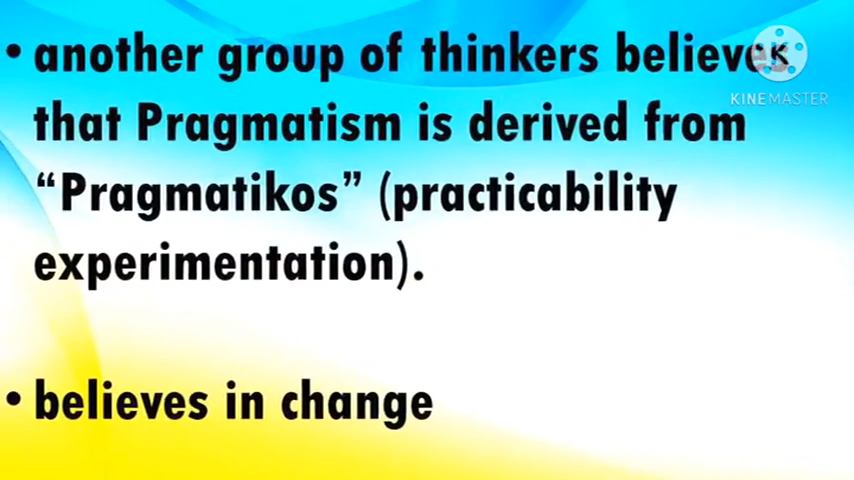 • another group of thinkers believes
KINEMASTER
that Pragmatism is derived from
“Pragmatikos” (practicability
experimentation).
• believes in change